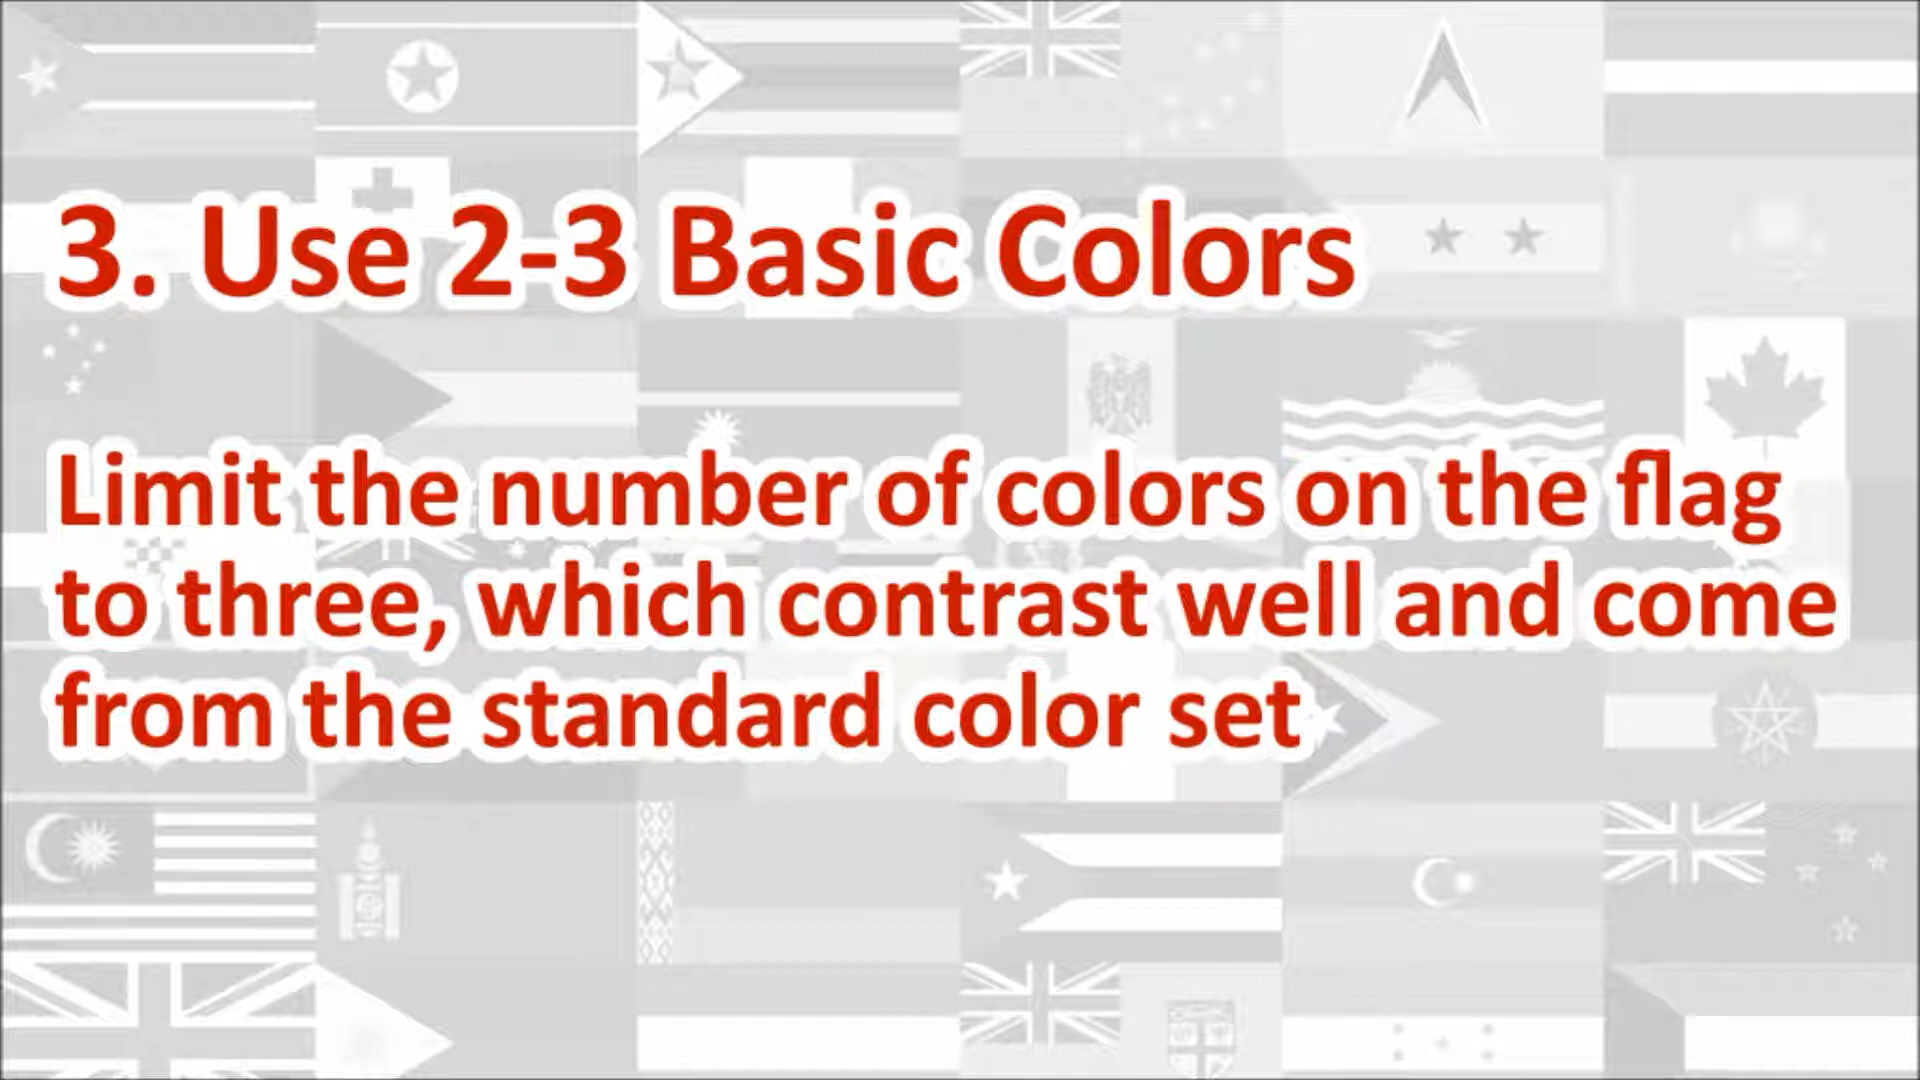 3. Use 2-3 Basic Colors
Limit the number of colors on the flag
to three, which contrast well and come
from the standard color set